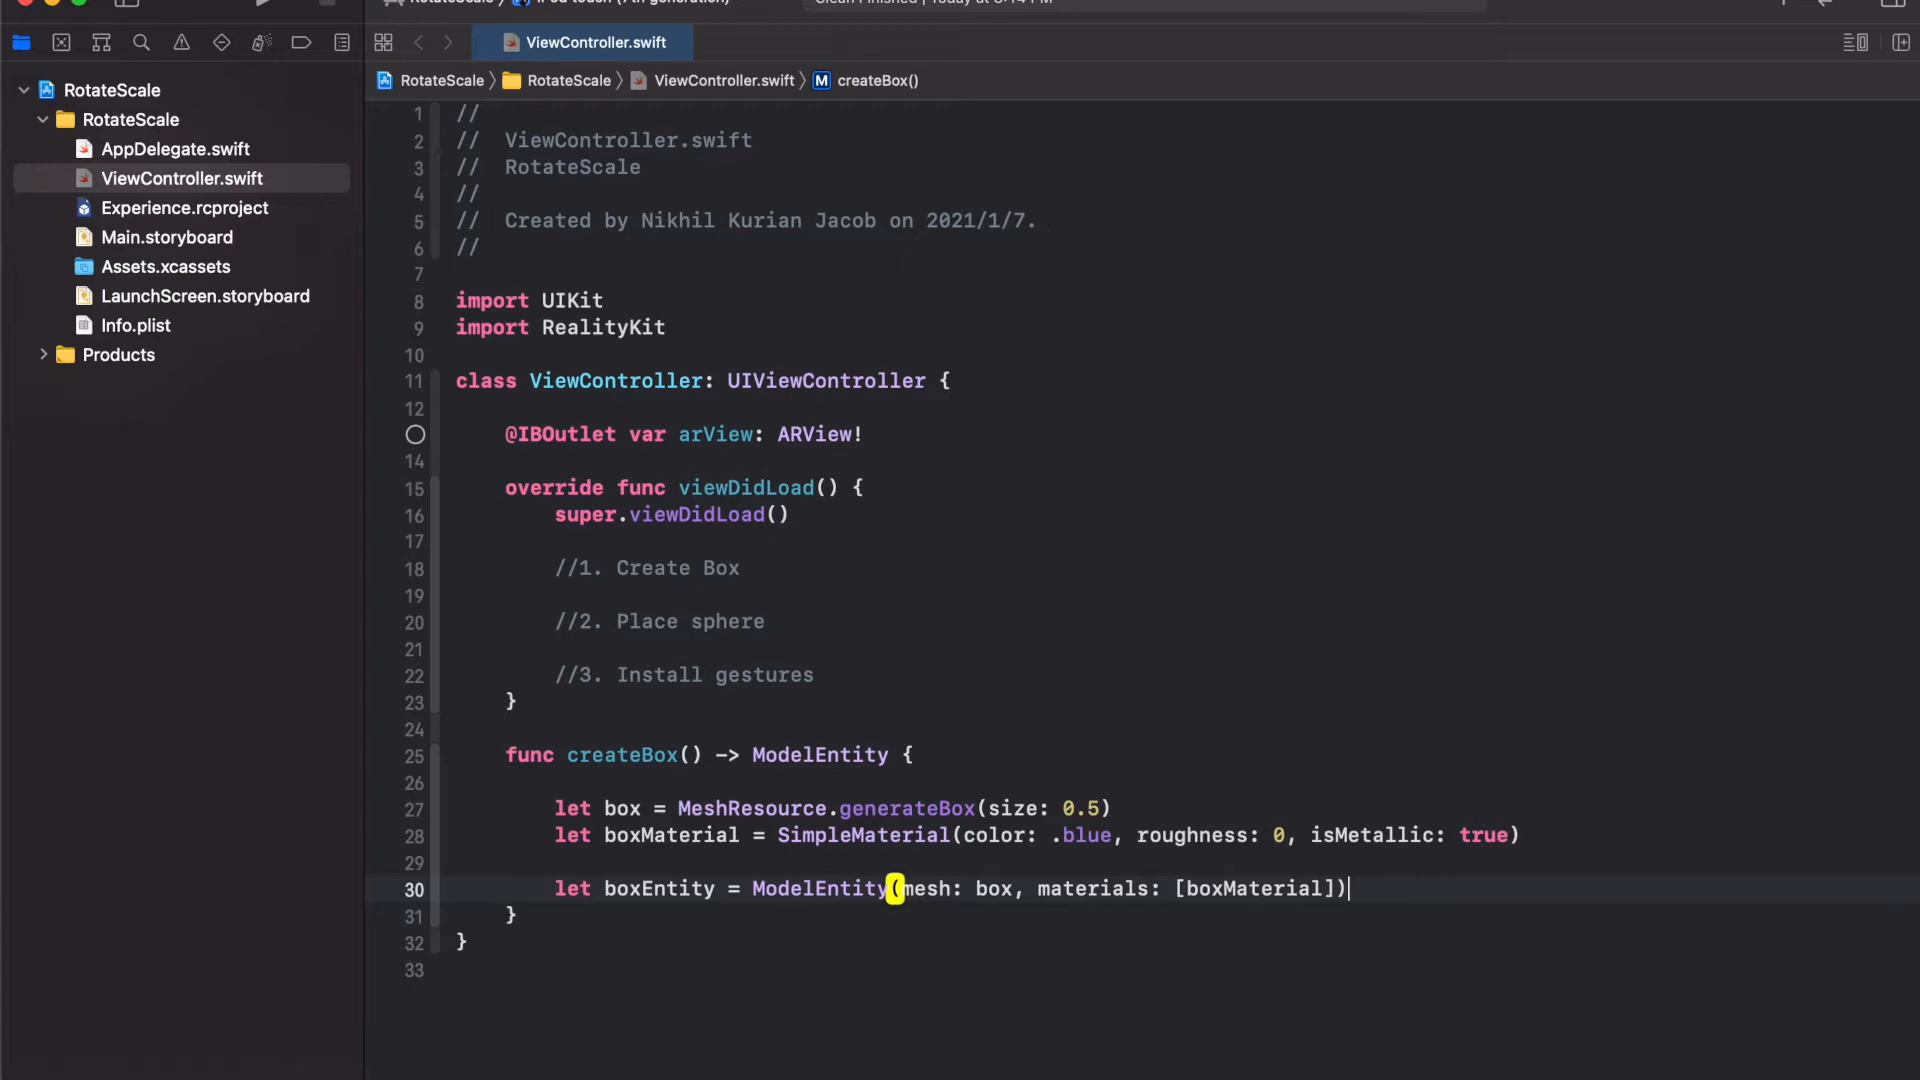 ViewController.swift
RotateScale
RotateScale
AppDelegate.swift
ViewController.swift
Experience.rcproject
Main.storyboard
Assets.xcassets
LaunchScreen.storyboard
Info.plist
Products
RotateScale RotateScale ViewController.swift M createBox()
1 //
2 // ViewController.swift
3 // RotateScale
4 //
5 // Created by Nikhil Kurian Jacob on 2021/1/7.
6 //
7
8 import UIKit
9 import RealityKit
10
11 class ViewController: UIViewController {
12
@IBOutlet var arView: ARView!
14
15 override func viewDidLoad() {
16 super.viewDidLoad()
17
18 //1. Create Box
19
20 //2. Place sphere
21
22 //3. Install gestures
23 }
24
25 func createBox() -> ModelEntity {
26
27 let box = MeshResource.generateBox(size: 0.5)
28 let boxMaterial = SimpleMaterial(color: .blue, roughness: 0, isMetallic: true)
29
30 let boxEntity = ModelEntity(mesh: box, materials: [boxMaterial])
31 }
32 }
33